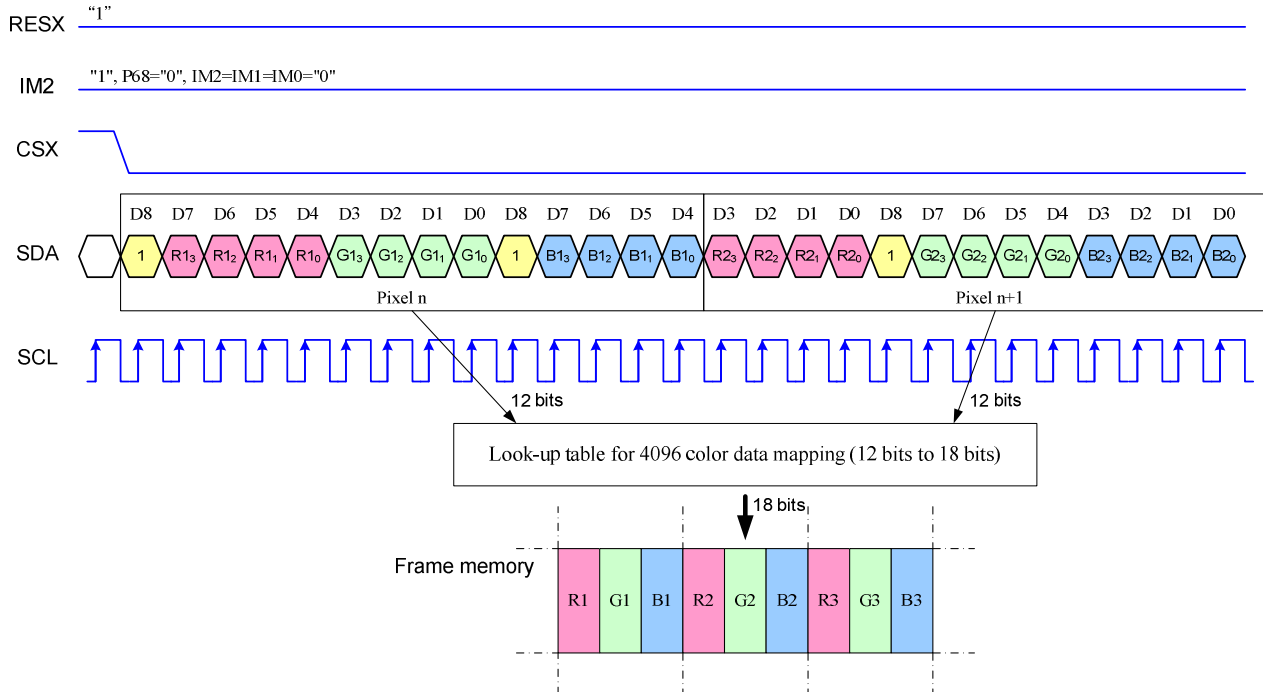 RESX "1"
IM2 "1", P68="0", IM2=IM1=IM0="0"
CSX
D8 D7 D6 D5 D4 D3 D2 D1 D0 D8 D7 D6 D5 D4 D3 D2 D1 D0 D8 D7 D6 D5 D4 D3 D2 D1 D0
SDA 1 R1₃ R1₂ R1₁ R1₀ G1₃ G1₂ G1₁ G1₀ 1 B1₃ B1₂ B1₁ B1₀ R2₃ R2₂ R2₁ R2₀ 1 G2₃ G2₂ G2₁ G2₀ B2₃ B2₂ B2₁ B2₀
Pixel n Pixel n+1
SCL
12 bits 12 bits
Look-up table for 4096 color data mapping (12 bits to 18 bits)
18 bits
Frame memory
R1 G1 B1 R2 G2 B2 R3 G3 B3